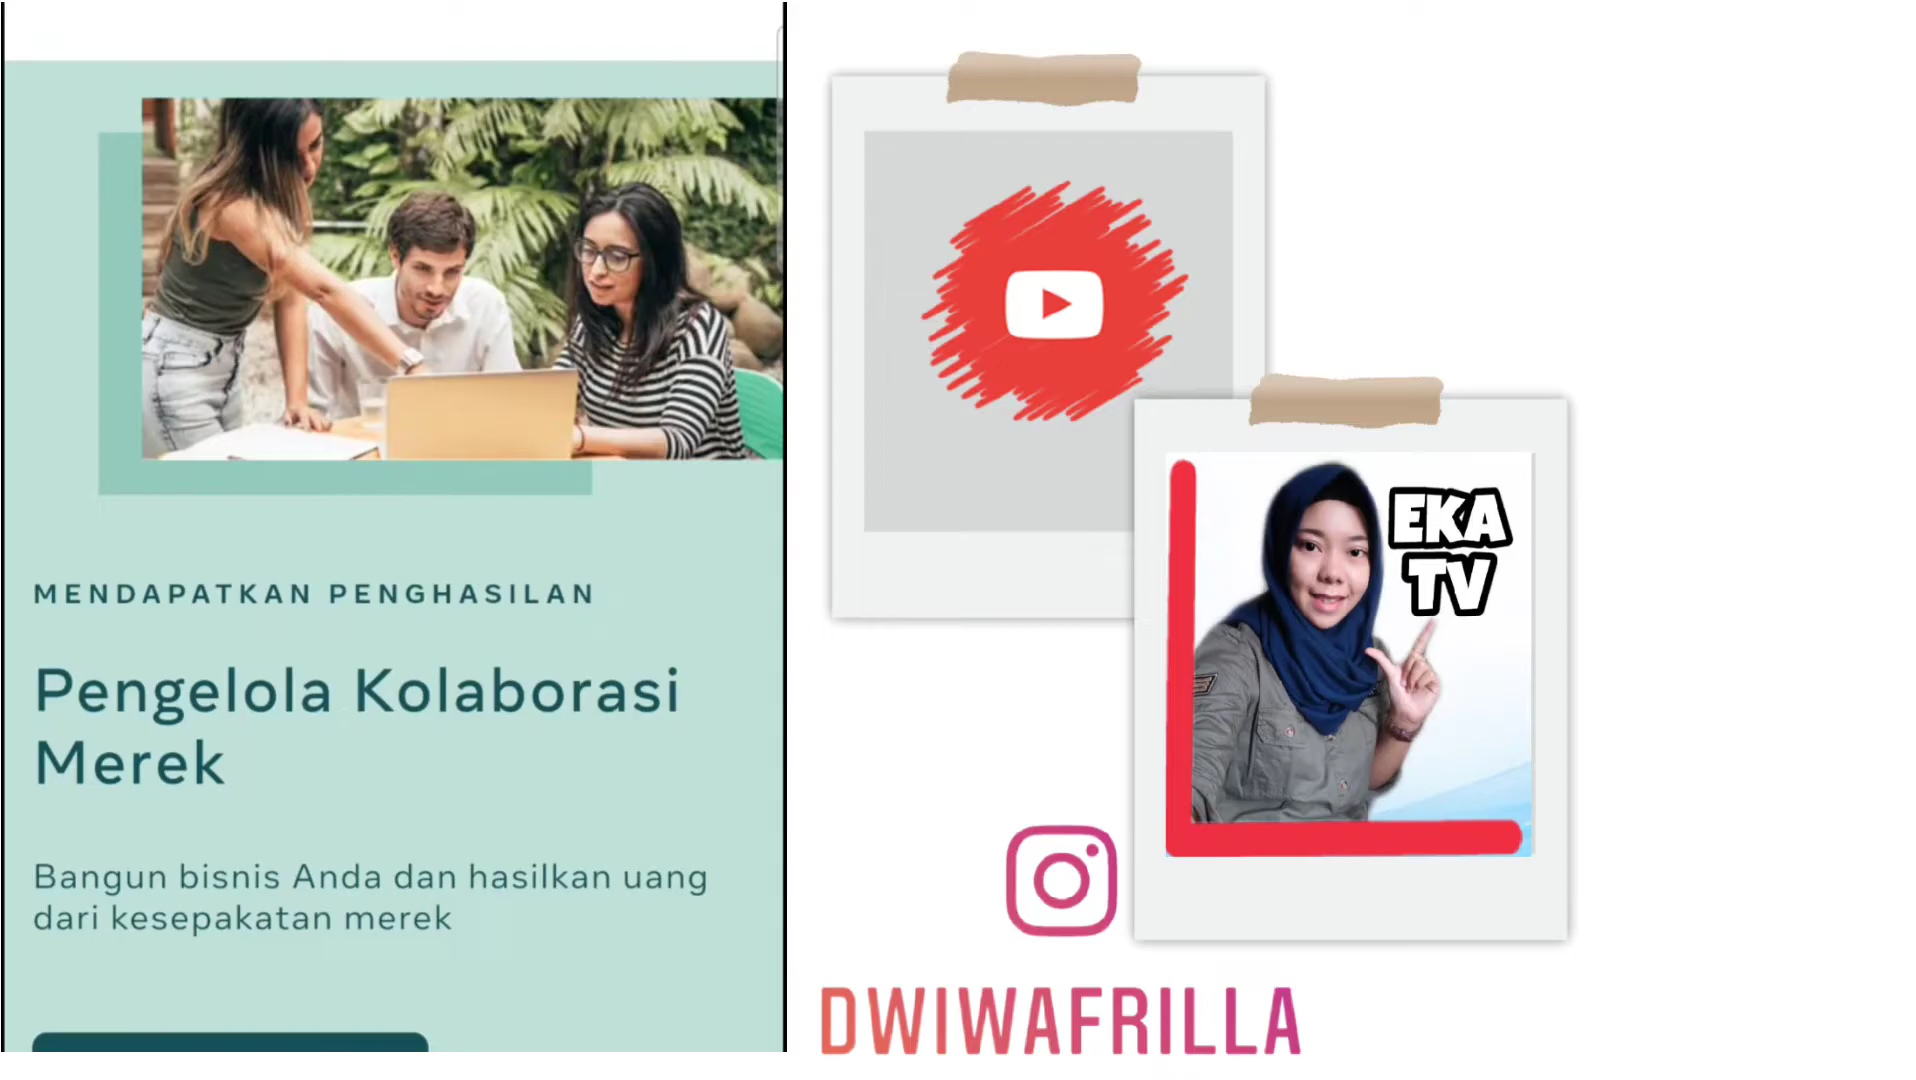 MENDAPATKAN PENGHASILAN
Pengelola Kolaborasi
Merek
Bangun bisnis Anda dan hasilkan uang
dari kesepakatan merek
EKA
TV
DWIWAFRILLA